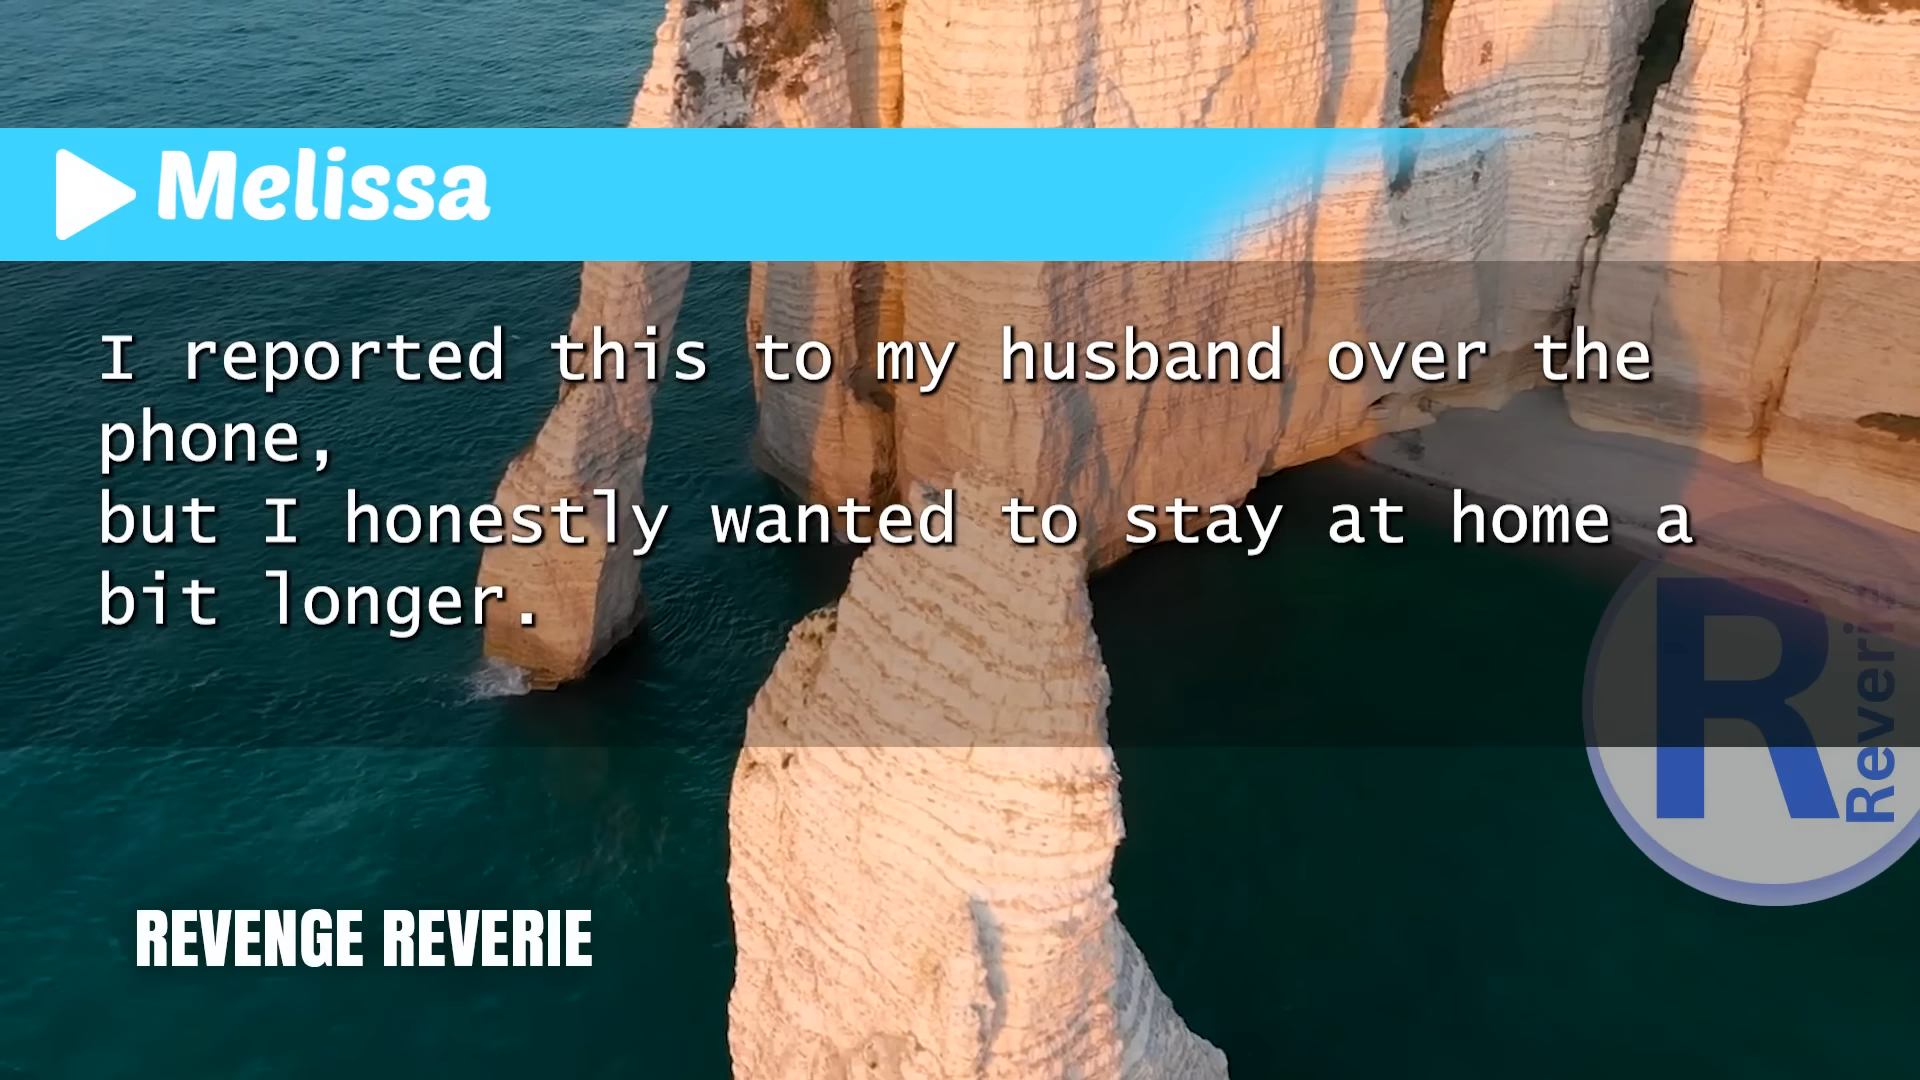 Melissa
I reported this to my husband over the
phone,
but I honestly wanted to stay at home a
bit longer.
R
Reverie
REVENGE REVERIE